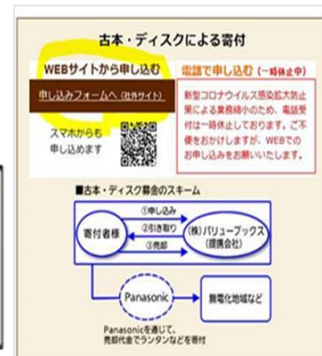 古本・ディスクによる寄付
WEBサイトから申し込む
電話で申し込む（一時休止中）
申し込みフォームへ（社外サイト）
スマホからも
申し込めます
新型コロナウイルス感染拡大防止
策による業務縮小のため、電話受
付は一時休止しております。ご不
便をおかけしますが、WEBでの
お申し込みをお願いいたします。
■古本・ディスク募金のスキーム
寄付者様
①申し込み
②引き取り
③売却
(株)バリューブックス
(提携会社)
Panasonic
無電化地域など
Panasonicを通じて、
売却代金でランタンなどを寄付